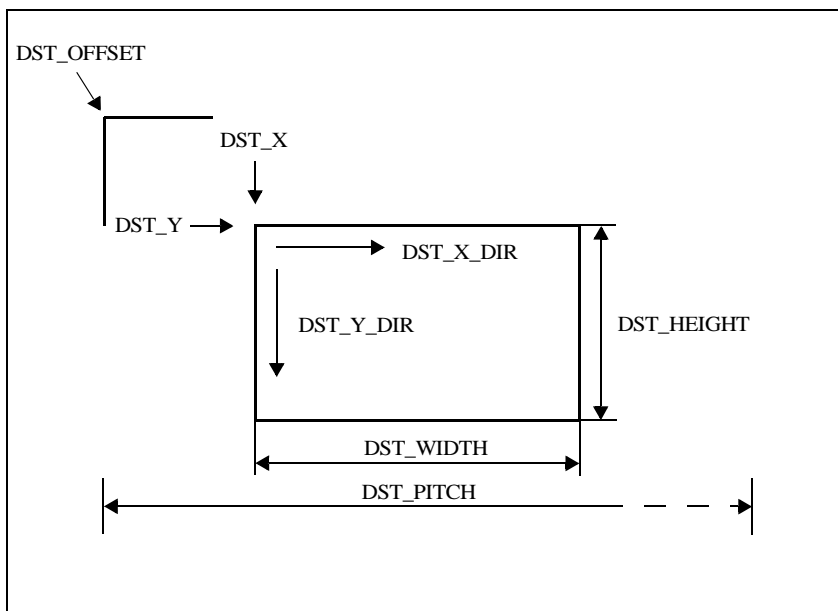 DST_OFFSET
DST_X
DST_Y
DST_X_DIR
DST_Y_DIR
DST_HEIGHT
DST_WIDTH
DST_PITCH